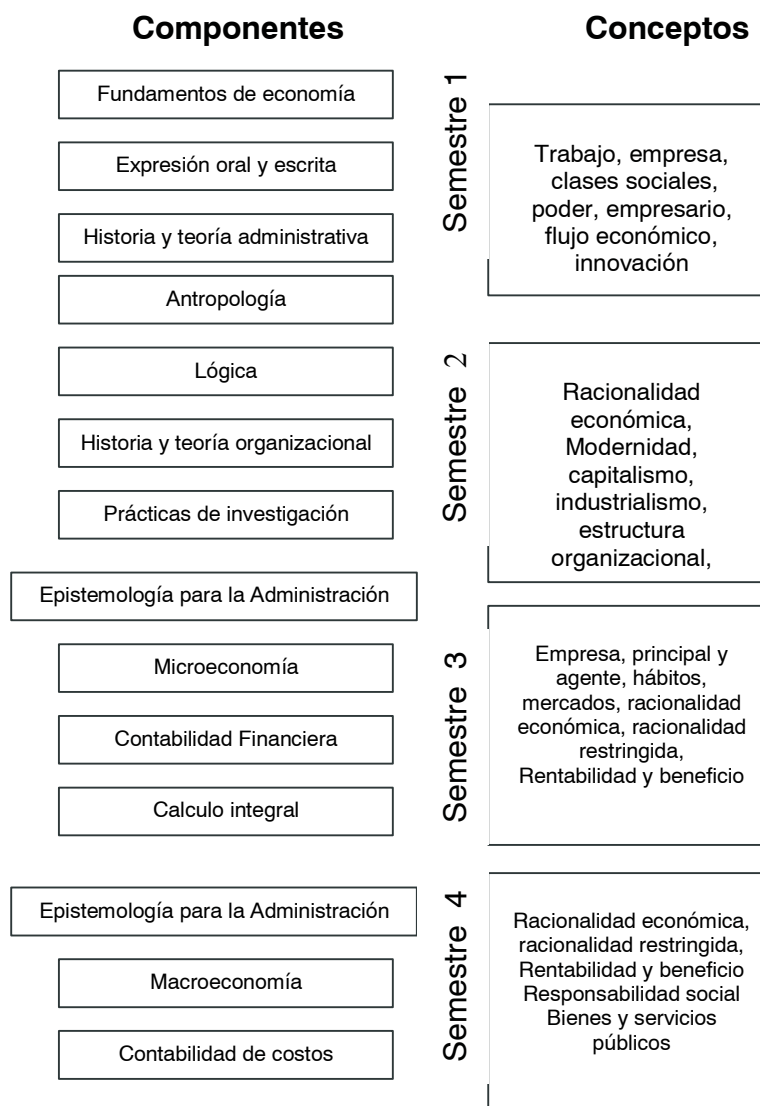 Componentes
Conceptos
Fundamentos de economía
Expresión oral y escrita
Historia y teoría administrativa
Semestre 1
Trabajo, empresa,
clases sociales,
poder, empresario,
flujo económico,
innovación
Antropología
Lógica
Historia y teoría organizacional
Prácticas de investigación
Semestre 2
Racionalidad
económica,
Modernidad,
capitalismo,
industrialismo,
estructura
organizacional,
Epistemología para la Administración
Microeconomía
Contabilidad Financiera
Calculo integral
Semestre 3
Empresa, principal y
agente, hábitos,
mercados, racionalidad
económica, racionalidad
restringida,
Rentabilidad y beneficio
Epistemología para la Administración
Macroeconomía
Contabilidad de costos
Semestre 4
Racionalidad económica,
racionalidad restringida,
Rentabilidad y beneficio
Responsabilidad social
Bienes y servicios
públicos